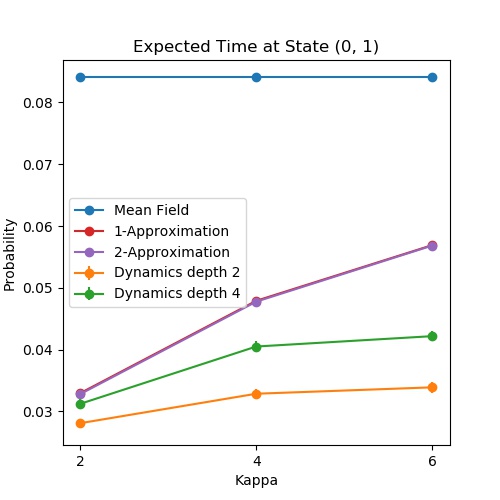 Expected Time at State (0, 1)
Probability
0.08
0.07
0.06
0.05
0.04
0.03
Mean Field
1-Approximation
2-Approximation
Dynamics depth 2
Dynamics depth 4
2
4
6
Kappa